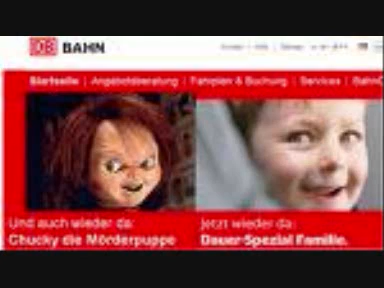 DB BAHN
Startseite | Angebotsberatung | Fahrplan & Buchung | Services |
Und auch wieder da:
Chucky die Mörderpuppe
Jetzt wieder da:
Dauer-Spezial Familie.